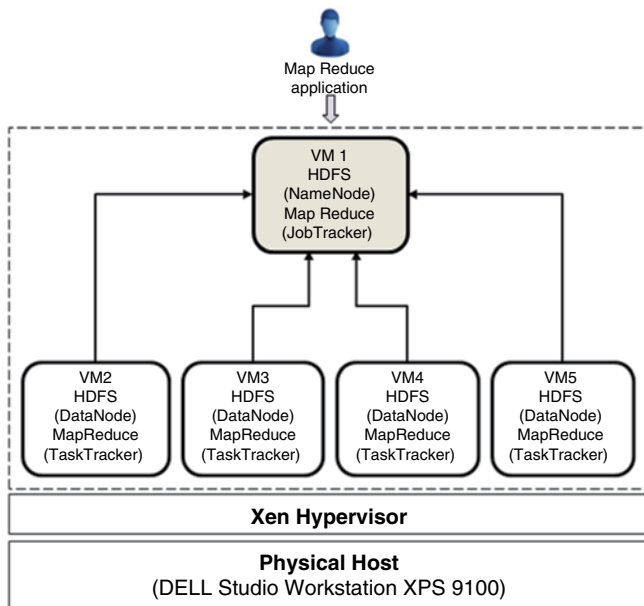 Map Reduce
application
VM 1
HDFS
(NameNode)
Map Reduce
(JobTracker)
VM2
HDFS
(DataNode)
MapReduce
(TaskTracker)
VM3
HDFS
(DataNode)
MapReduce
(TaskTracker)
VM4
HDFS
(DataNode)
MapReduce
(TaskTracker)
VM5
HDFS
(DataNode)
MapReduce
(TaskTracker)
Xen Hypervisor
Physical Host
(DELL Studio Workstation XPS 9100)